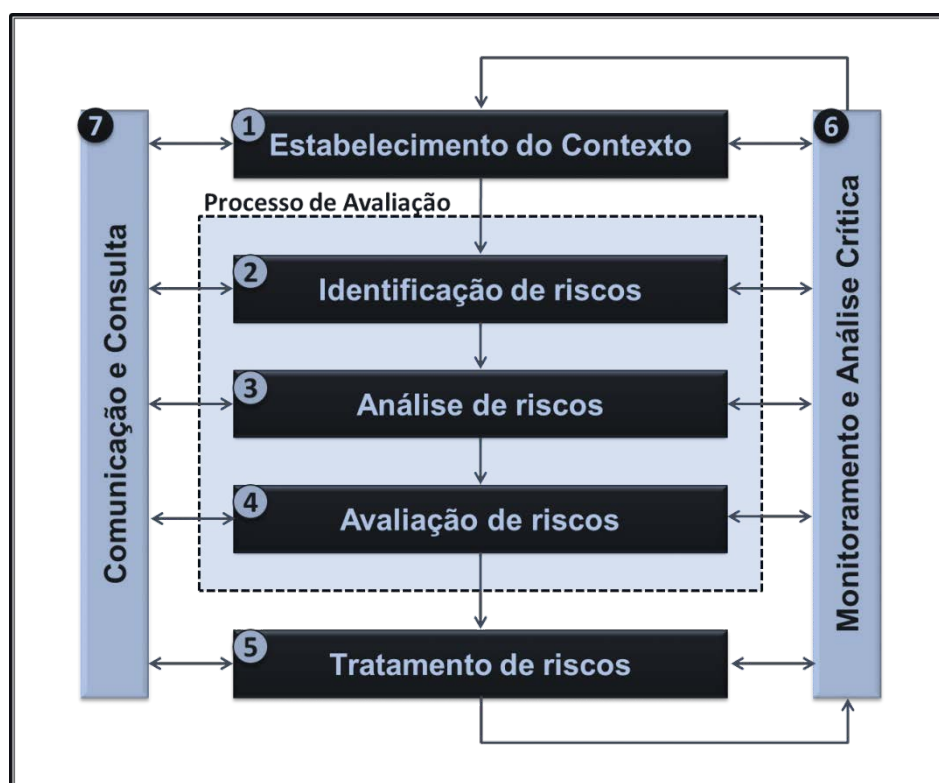 7
1
6
Estabelecimento do Contexto
Processo de Avaliação
2
Identificação de riscos
3
Análise de riscos
4
Avaliação de riscos
5
Tratamento de riscos
Comunicação e Consulta
Monitoramento e Análise Crítica